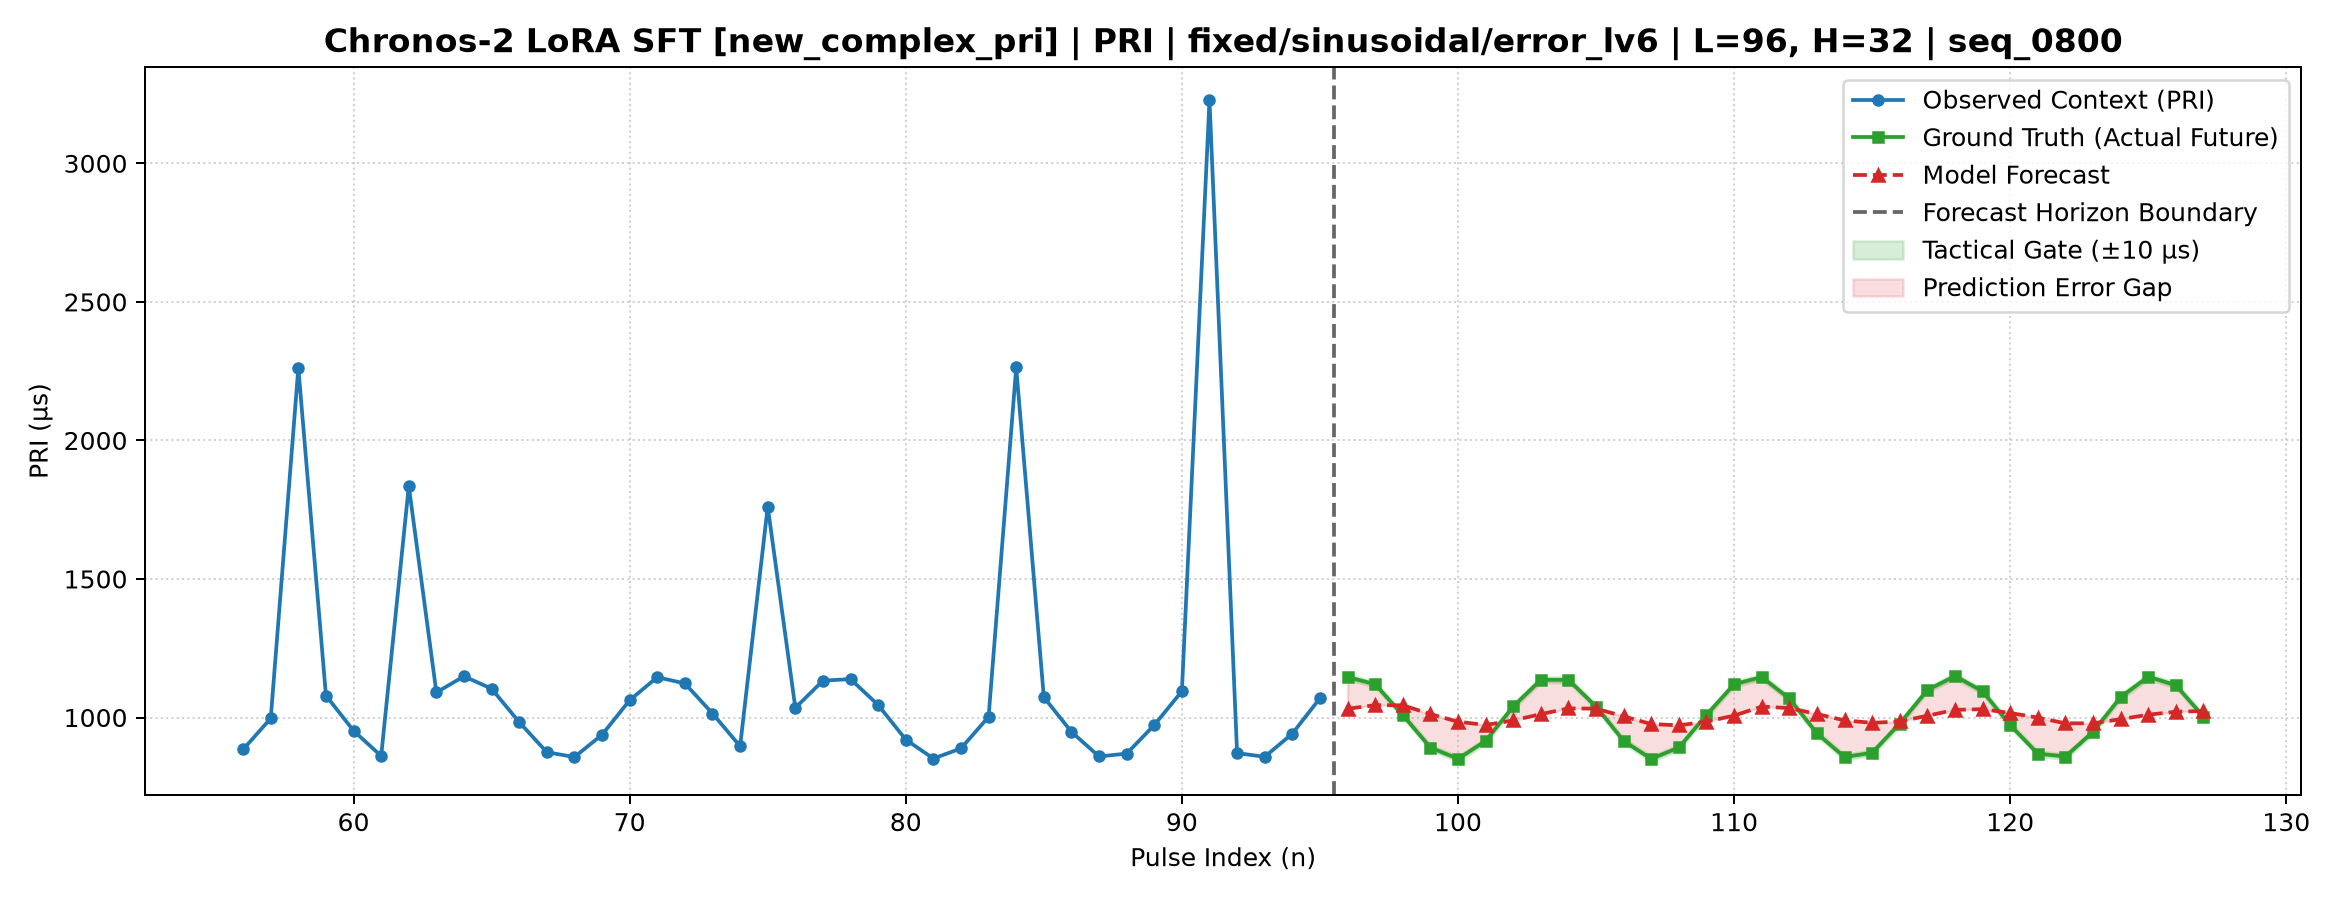 Chronos-2 LoRA SFT [new_complex_pri] | PRI | fixed/sinusoidal/error_lv6 | L=96, H=32 | seq_0800
Observed Context (PRI)
Ground Truth (Actual Future)
Model Forecast
Forecast Horizon Boundary
Tactical Gate (±10 µs)
Prediction Error Gap
PRI (µs)
3000
2500
2000
1500
1000
60 70 80 90 100 110 120 130
Pulse Index (n)